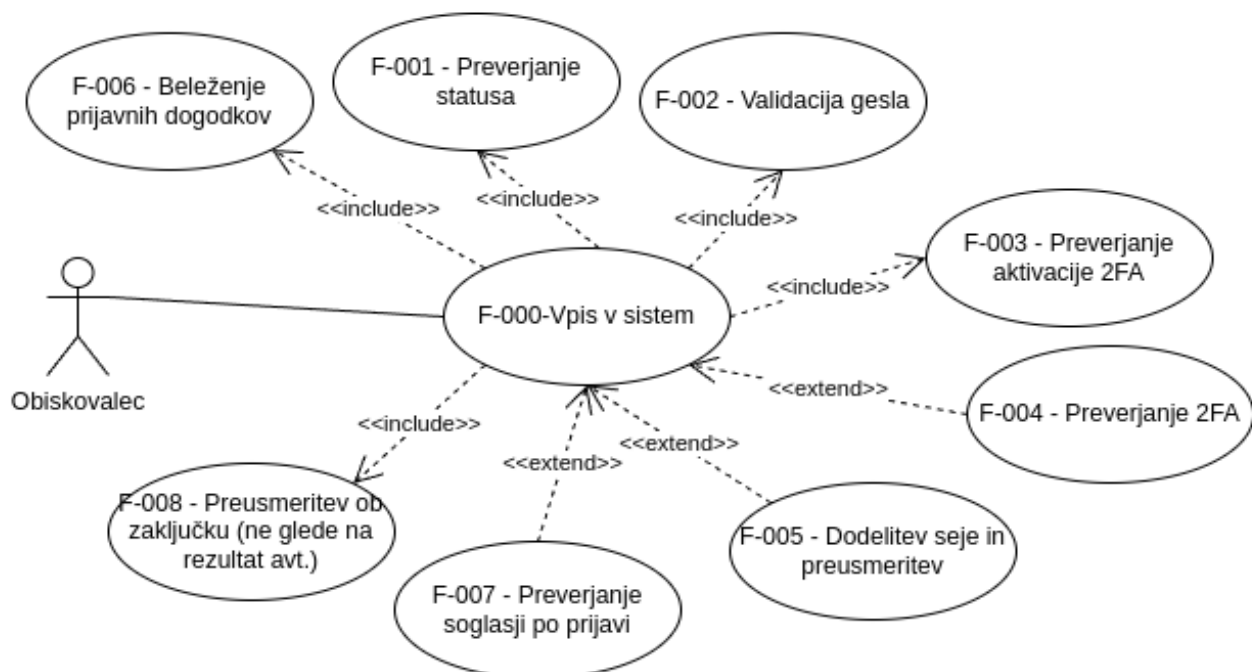 F-006 - Beleženje
prijavnih dogodkov
F-001 - Preverjanje
statusa
F-002 - Validacija gesla
<<include>>
<<include>>
<<include>>
F-003 - Preverjanje
aktivacije 2FA
<<include>>
F-000-Vpis v sistem
Obiskovalec
<<extend>>
F-004 - Preverjanje 2FA
<<include>>
<<extend>>
<<extend>>
F-008 - Preusmeritev ob
zaključku (ne glede na
rezultat avt.)
F-005 - Dodelitev seje in
preusmeritev
F-007 - Preverjanje
soglasji po prijavi